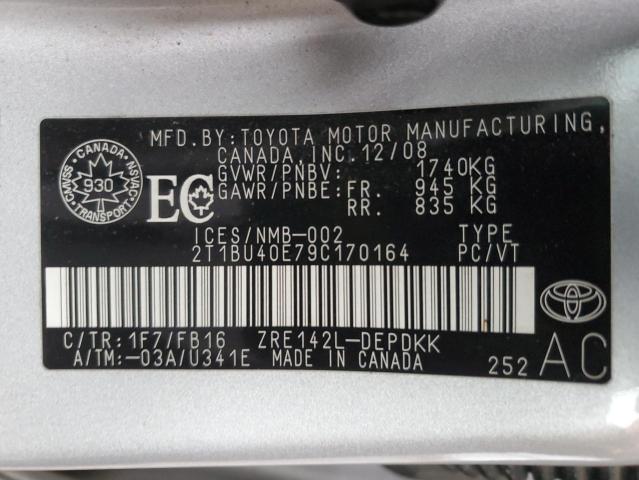 MFD.BY:TOYOTA MOTOR MANUFACTURING,
CANADA,INC.12/08
GVWR/PNBV: 1740KG
GAWR/PNBE:FR. 945 KG
RR. 835 KG
CANADA
CMVSS NSVAC
930
TRANSPORT
EC
ICES/NMB-002 TYPE
2T1BU40E79C170164 PC/VT
C/TR:1F7/FB16 ZRE142L-DEPDKK
A/TM:-03A/U341E MADE IN CANADA
252 AC